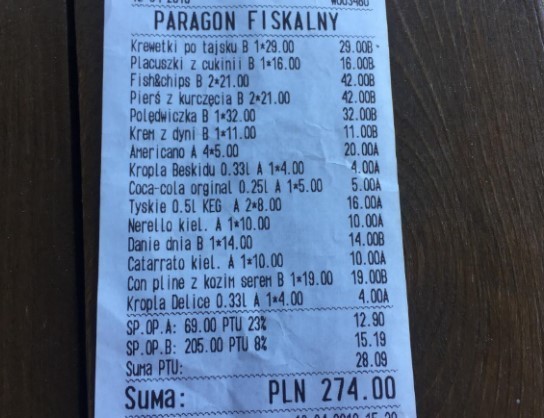 PARAGON FISKALNY
Krewetki po tajsku B 1*29.00 29.00B
Placuszki z cukinii B 1*16.00 16.00B
Fish&chips B 2*21.00 42.00B
Pierś z kurczęcia B 2*21.00 42.00B
Polędwiczka B 1*32.00 32.00B
Krem z dyni B 1*11.00 11.00B
Americano A 4*5.00 20.00A
Kropla Beskidu 0.33l A 1*4.00 4.00A
Coca-cola orginal 0.25l A 1*5.00 5.00A
Tyskie 0.5l KEG A 2*8.00 16.00A
Nerello kiel. A 1*10.00 10.00A
Danie dnia B 1*14.00 14.00B
Catarrato kiel. A 1*10.00 10.00A
Con pline z kozim serem B 1*19.00 19.00B
Kropla Delice 0.33l A 1*4.00 4.00A
SP.OP.A: 69.00 PTU 23% 12.90
SP.OP.B: 205.00 PTU 8% 15.19
Suma PTU: 28.09
Suma: PLN 274.00